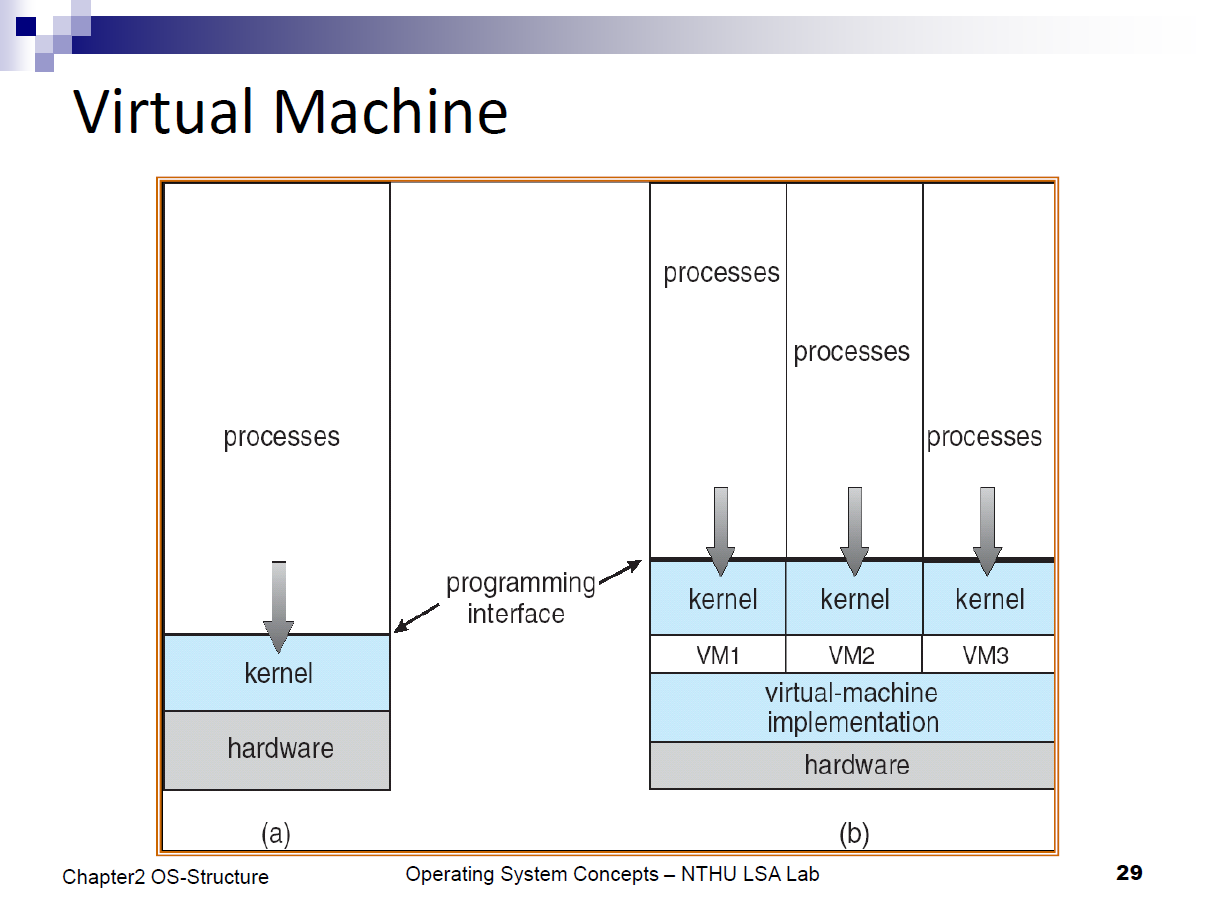 Virtual Machine
processes
kernel
hardware
(a)
programming
interface
processes
processes
processes
kernel
kernel
kernel
VM1
VM2
VM3
virtual-machine
implementation
hardware
(b)
Chapter2 OS-Structure
Operating System Concepts – NTHU LSA Lab
29